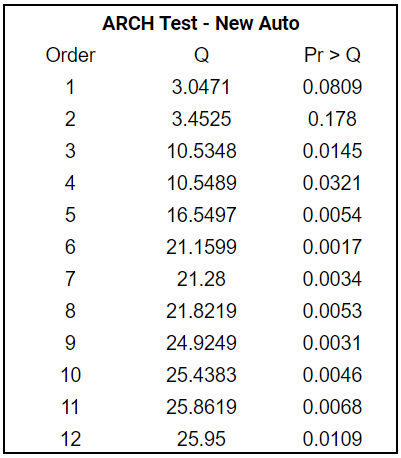 ARCH Test - New Auto
Order Q Pr > Q
1 3.0471 0.0809
2 3.4525 0.178
3 10.5348 0.0145
4 10.5489 0.0321
5 16.5497 0.0054
6 21.1599 0.0017
7 21.28 0.0034
8 21.8219 0.0053
9 24.9249 0.0031
10 25.4383 0.0046
11 25.8619 0.0068
12 25.95 0.0109